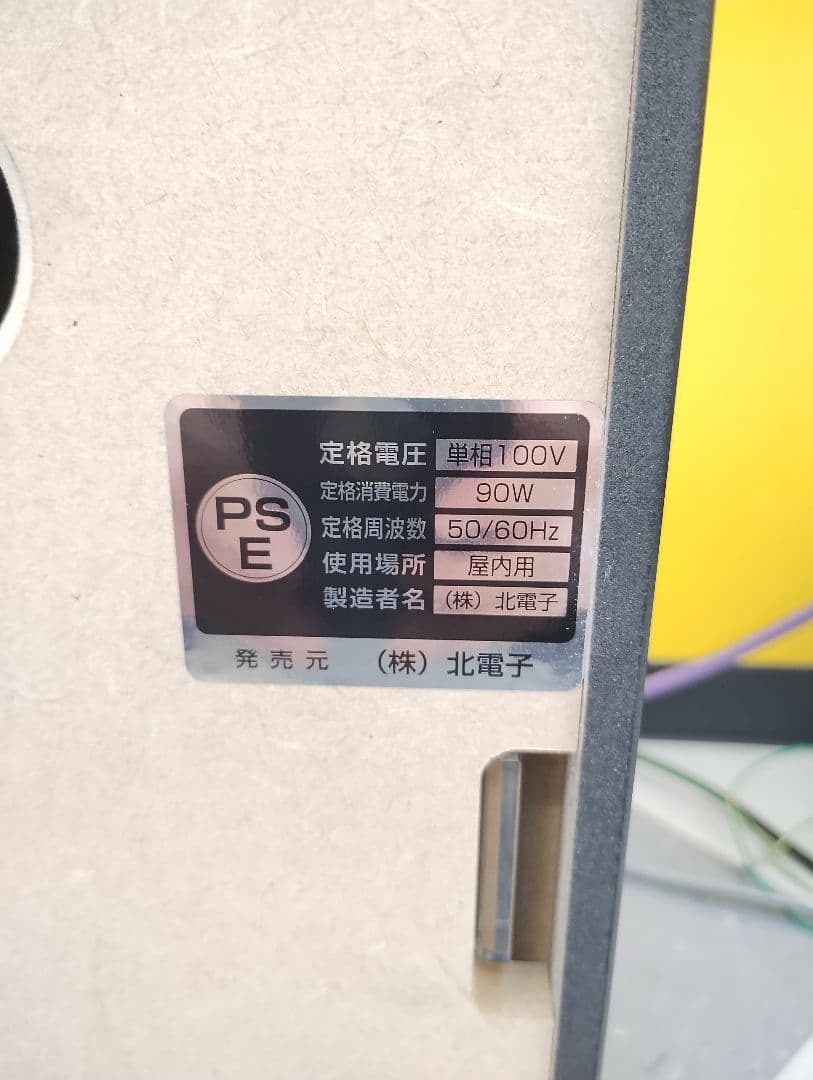 PS
E
定格電圧 単相100V
定格消費電力 90W
定格周波数 50/60Hz
使用場所 屋内用
製造者名 (株) 北電子
発売元 (株) 北電子